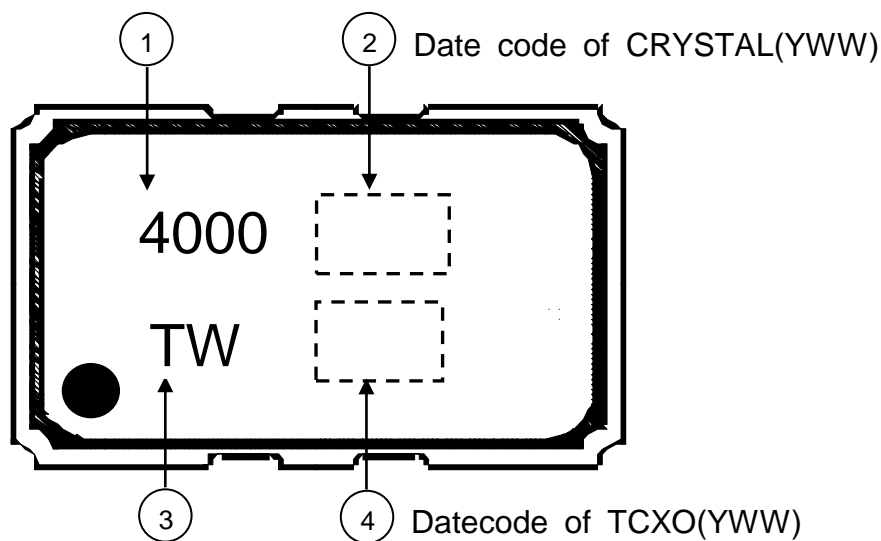 1
2 Date code of CRYSTAL(YWW)
4000
TW
3
4 Datecode of TCXO(YWW)